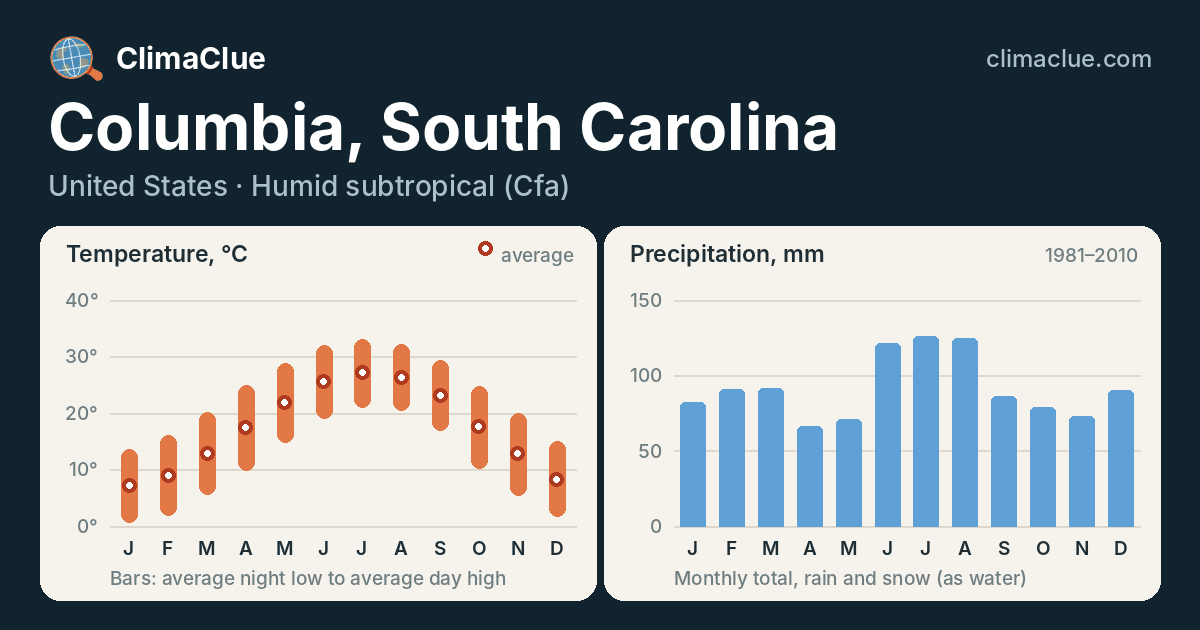 ClimaClue
climaclue.com
Columbia, South Carolina
United States · Humid subtropical (Cfa)
Temperature, °C
average
40°
30°
20°
10°
0°
J F M A M J J A S O N D
Bars: average night low to average day high
Precipitation, mm
1981–2010
150
100
50
0
J F M A M J J A S O N D
Monthly total, rain and snow (as water)